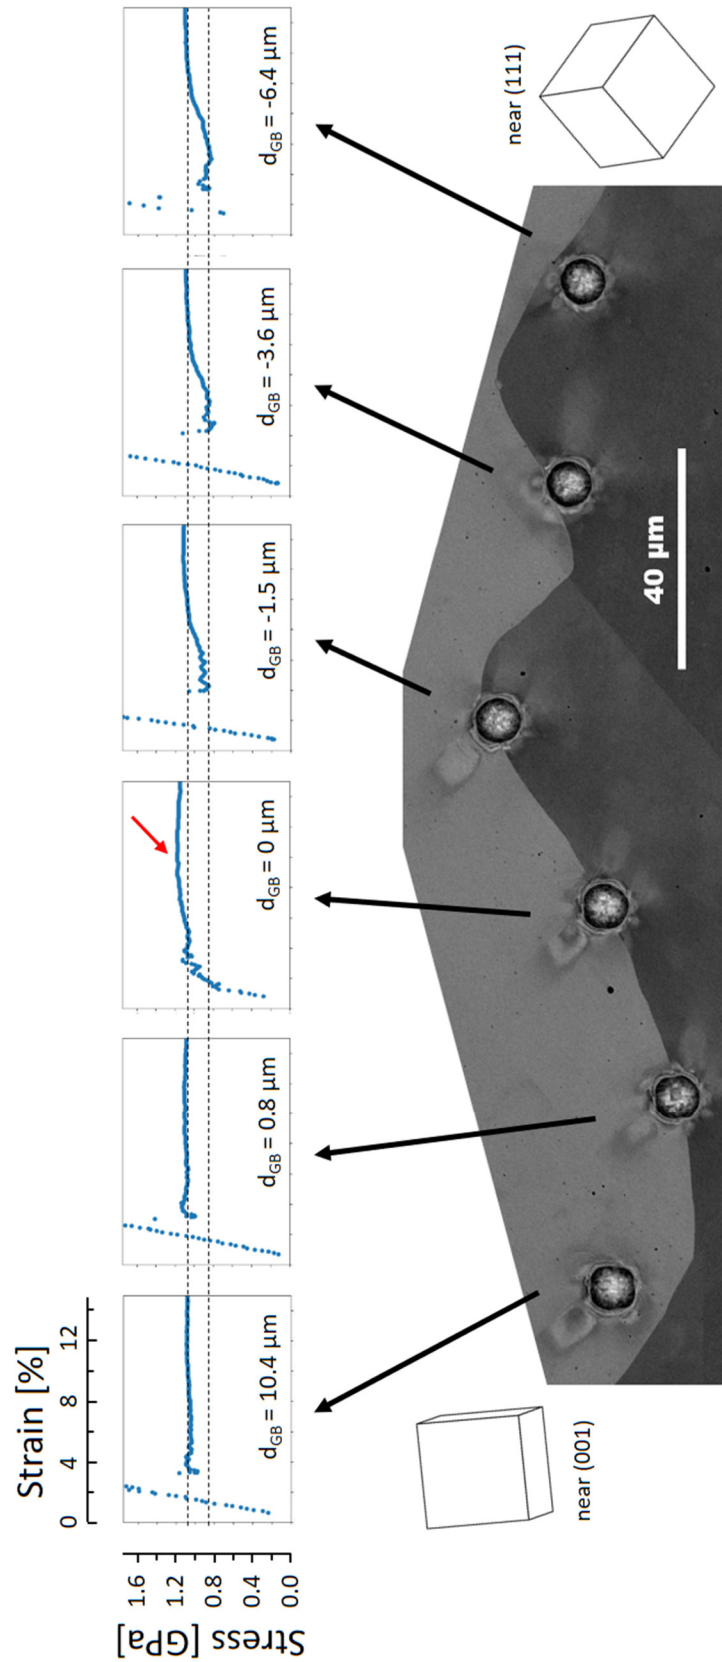 Strain [%]
0 4 8 12
Stress [GPa]
1.6
1.2
0.8
0.4
0.0
d_GB = 10.4 µm
d_GB = 0.8 µm
d_GB = 0 µm
d_GB = -1.5 µm
d_GB = -3.6 µm
d_GB = -6.4 µm
near (001)
near (111)
40 µm